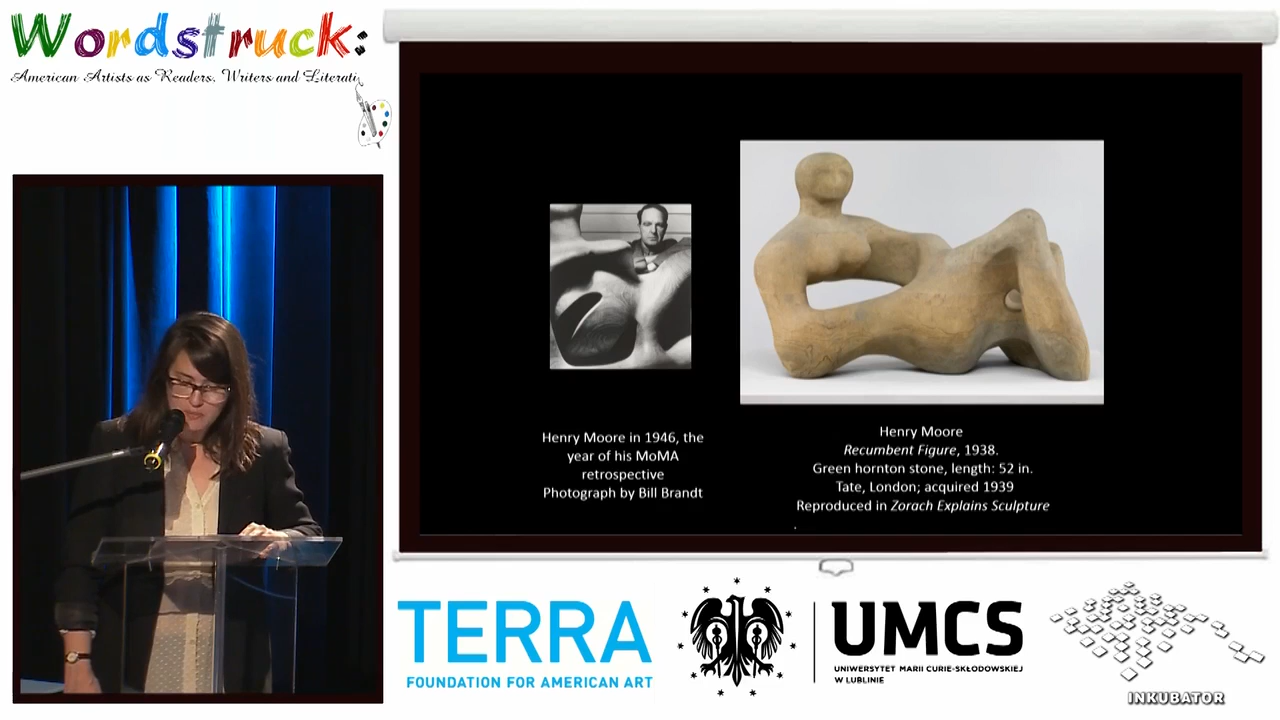 Wordstruck:
American Artists as Readers, Writers and Literati
Henry Moore in 1946, the
year of his MoMA
retrospective
Photograph by Bill Brandt
Henry Moore
Recumbent Figure, 1938.
Green hornton stone, length: 52 in.
Tate, London; acquired 1939
Reproduced in Zorach Explains Sculpture
TERRA
FOUNDATION FOR AMERICAN ART
UMCS
UNIWERSYTET MARII CURIE-SKŁODOWSKIEJ
W LUBLINIE
INKUBATOR